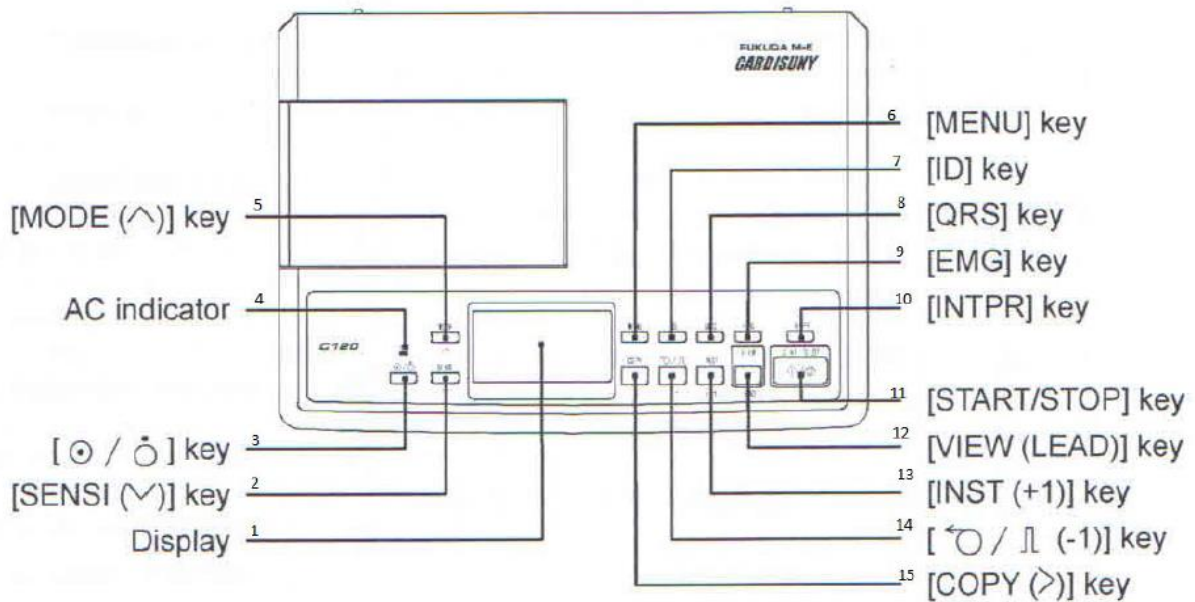 FUKUDA M-E
CARDISUNY
C120
[MODE (∧)] key 5
AC indicator 4
[⊙ / ⍥] key 3
[SENSI (∨)] key 2
Display 1
6 [MENU] key
7 [ID] key
8 [QRS] key
9 [EMG] key
10 [INTPR] key
11 [START/STOP] key
12 [VIEW (LEAD)] key
13 [INST (+1)] key
14 [ / (-1)] key
15 [COPY (>)] key